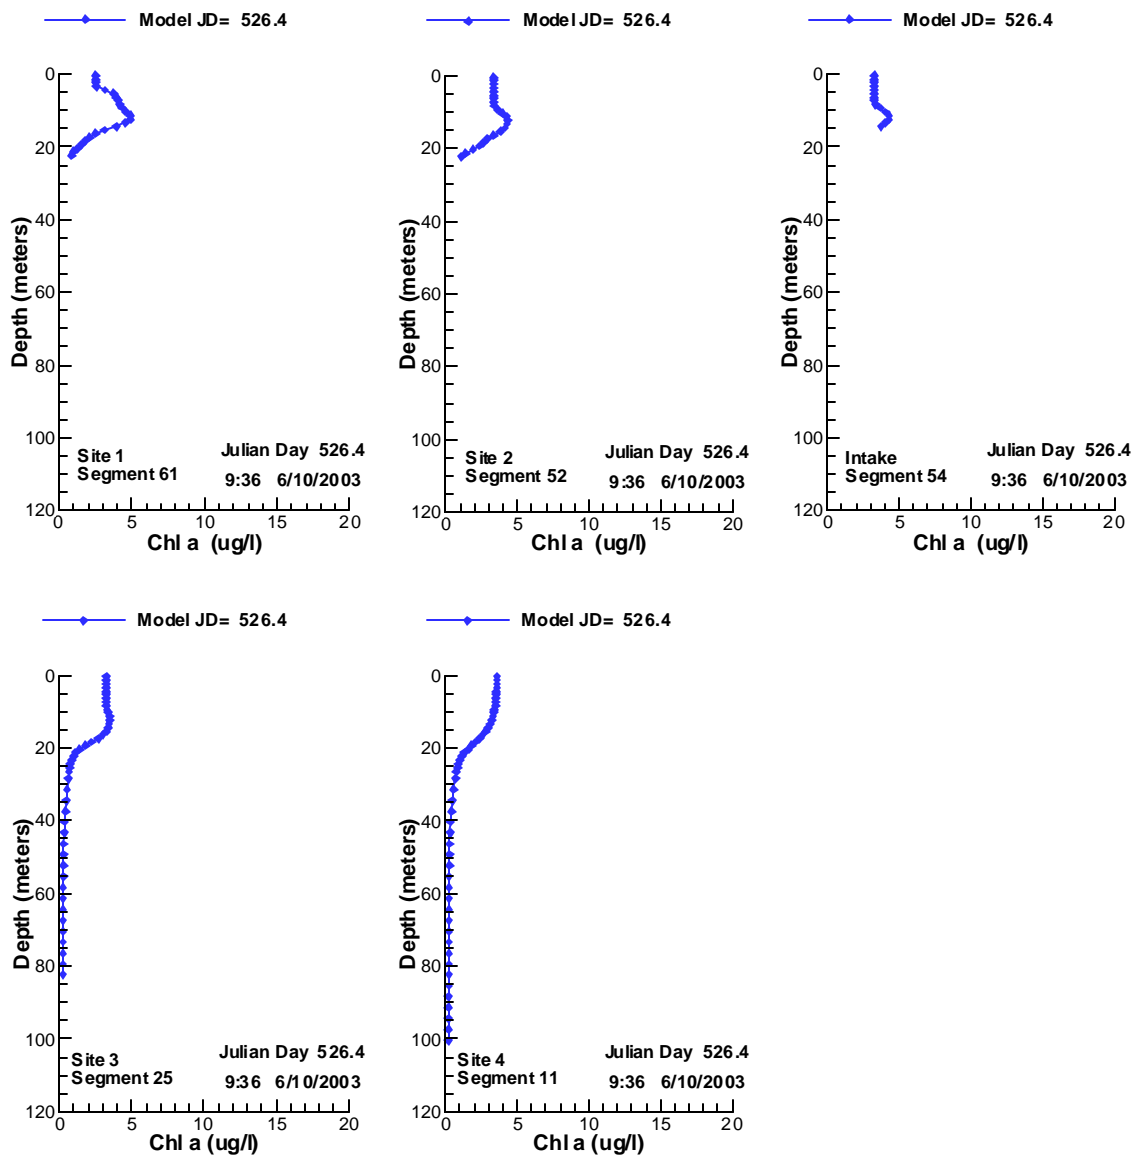 Model JD= 526.4
0
20
40
60
80
100
120
Depth (meters)
Site 1
Segment 61
Julian Day 526.4
9:36 6/10/2003
0 5 10 15 20
Chl a (ug/l)
Model JD= 526.4
0
20
40
60
80
100
120
Depth (meters)
Site 2
Segment 52
Julian Day 526.4
9:36 6/10/2003
0 5 10 15 20
Chl a (ug/l)
Model JD= 526.4
0
20
40
60
80
100
120
Depth (meters)
Intake
Segment 54
Julian Day 526.4
9:36 6/10/2003
0 5 10 15 20
Chl a (ug/l)
Model JD= 526.4
0
20
40
60
80
100
120
Depth (meters)
Site 3
Segment 25
Julian Day 526.4
9:36 6/10/2003
0 5 10 15 20
Chl a (ug/l)
Model JD= 526.4
0
20
40
60
80
100
120
Depth (meters)
Site 4
Segment 11
Julian Day 526.4
9:36 6/10/2003
0 5 10 15 20
Chl a (ug/l)